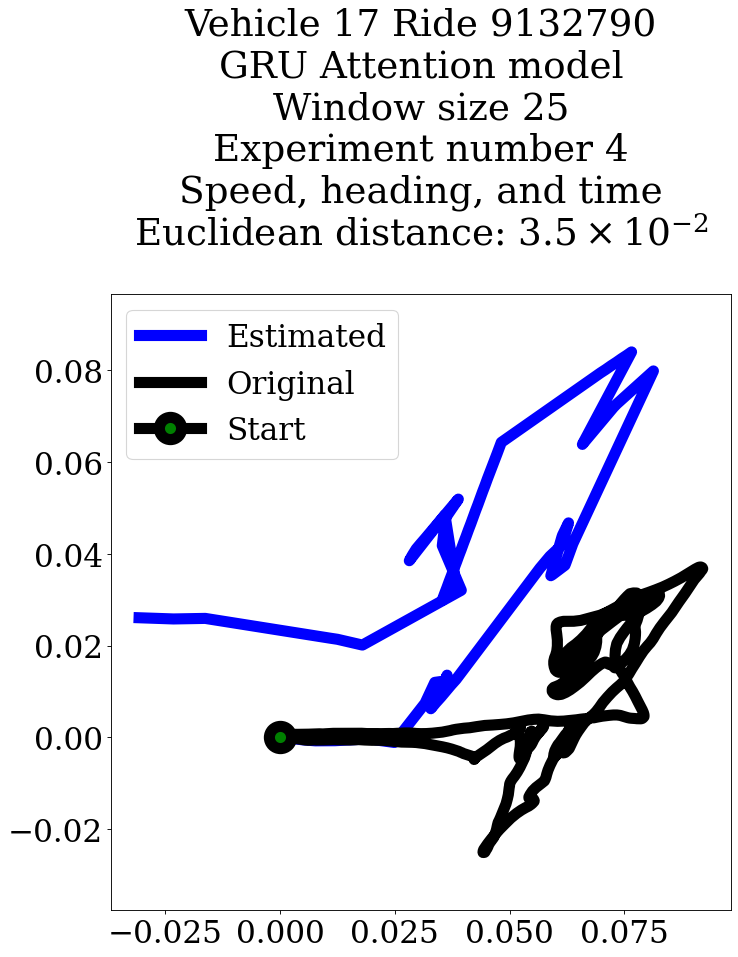 Vehicle 17 Ride 9132790
GRU Attention model
Window size 25
Experiment number 4
Speed, heading, and time
Euclidean distance: 3.5 × 10⁻²
Estimated
Original
Start
0.08
0.06
0.04
0.02
0.00
−0.02
−0.025 0.000 0.025 0.050 0.075